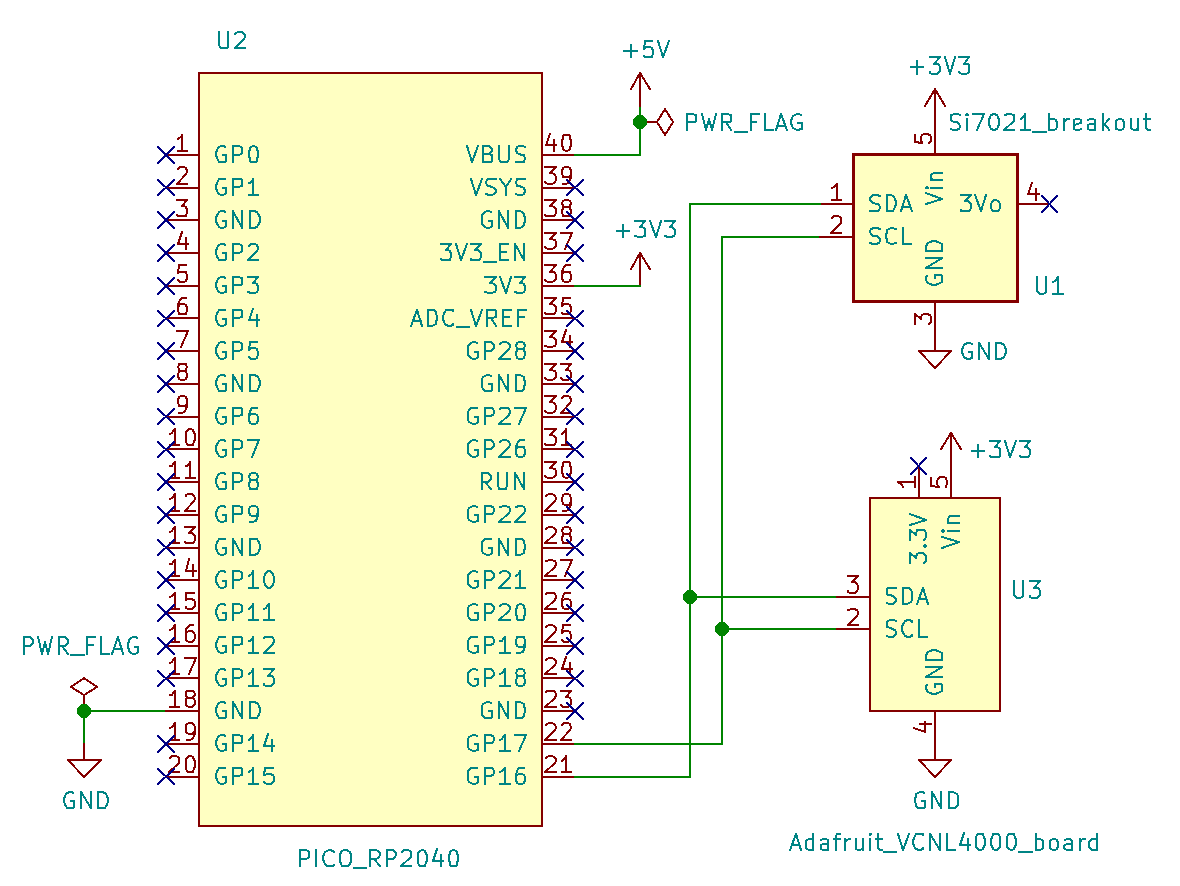 U2
+5V
PWR_FLAG
+3V3
Si7021_breakout
5
1 GP0 VBUS 40
2 GP1 VSYS 39
3 GND GND 38
4 GP2 3V3_EN 37
5 GP3 3V3 36
6 GP4 ADC_VREF 35
7 GP5 GP28 34
8 GND GND 33
9 GP6 GP27 32
10 GP7 GP26 31
11 GP8 RUN 30
12 GP9 GP22 29
13 GND GND 28
14 GP10 GP21 27
15 GP11 GP20 26
16 GP12 GP19 25
17 GP13 GP18 24
18 GND GND 23
19 GP14 GP17 22
20 GP15 GP16 21
PWR_FLAG
GND
PICO_RP2040
+3V3
1 SDA Vin 3Vo 4
2 SCL
GND
U1
3
GND
+3V3
1 5
3.3V Vin
3 SDA
2 SCL
U3
GND
4
GND
Adafruit_VCNL4000_board